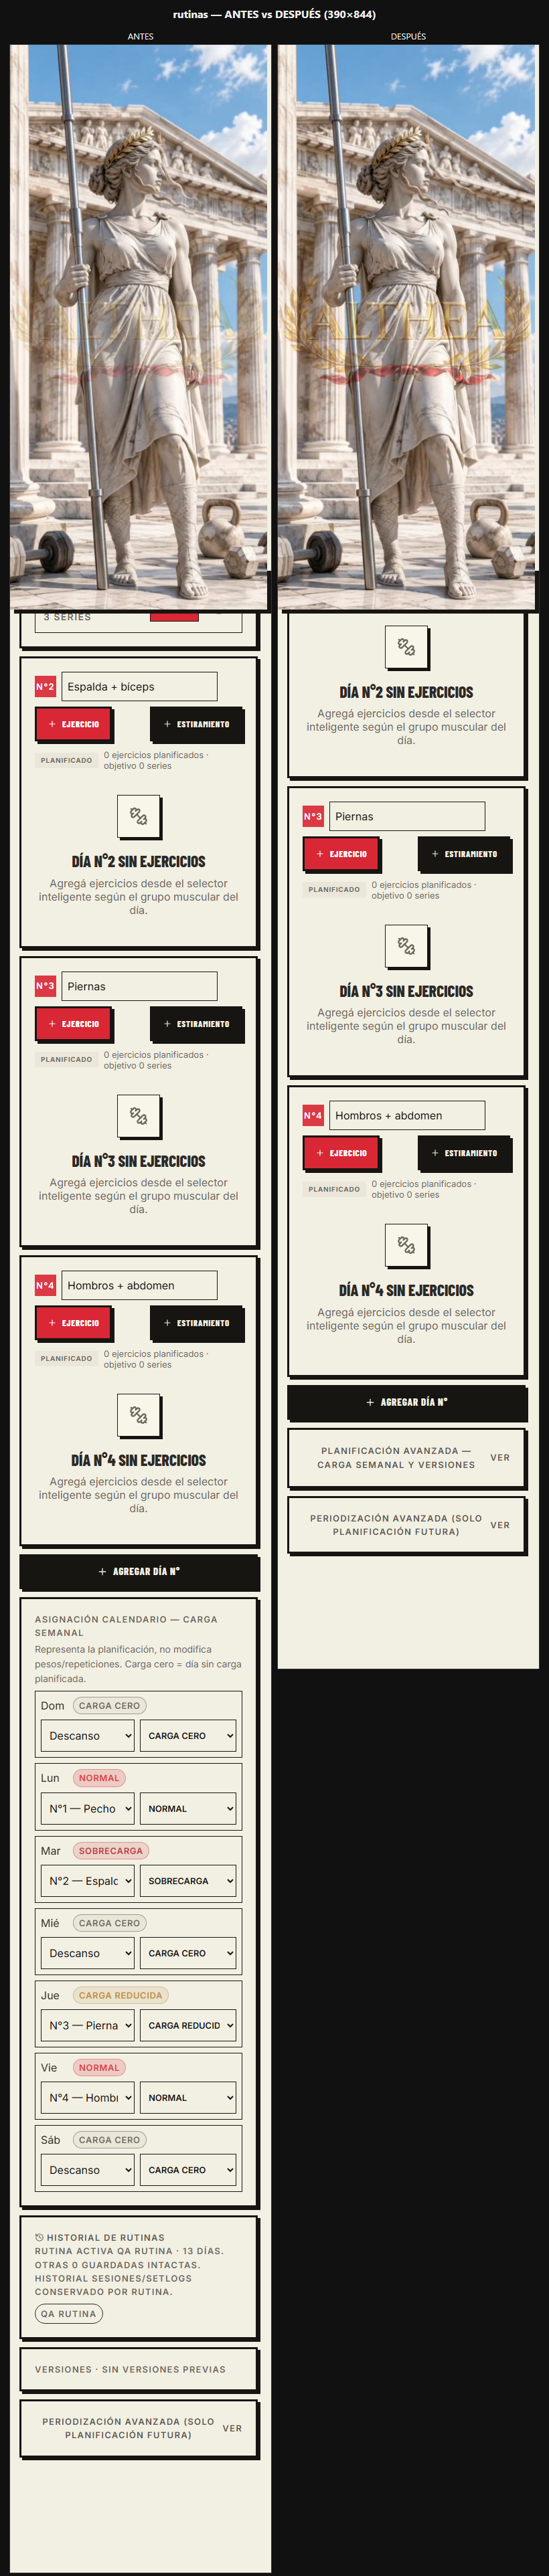 rutinas — ANTES vs DESPUÉS (390×844)
ANTES
ALTHEA
3 SERIES
N°2
Espalda + bíceps
+ EJERCICIO
+ ESTIRAMIENTO
PLANIFICADO
0 ejercicios planificados ·
objetivo 0 series
DÍA N°2 SIN EJERCICIOS
Agregá ejercicios desde el selector
inteligente según el grupo muscular del
día.
N°3
Piernas
+ EJERCICIO
+ ESTIRAMIENTO
PLANIFICADO
0 ejercicios planificados ·
objetivo 0 series
DÍA N°3 SIN EJERCICIOS
Agregá ejercicios desde el selector
inteligente según el grupo muscular del
día.
N°4
Hombros + abdomen
+ EJERCICIO
+ ESTIRAMIENTO
PLANIFICADO
0 ejercicios planificados ·
objetivo 0 series
DÍA N°4 SIN EJERCICIOS
Agregá ejercicios desde el selector
inteligente según el grupo muscular del
día.
+ AGREGAR DÍA N°
ASIGNACIÓN CALENDARIO — CARGA
SEMANAL
Representa la planificación, no modifica
pesos/repeticiones. Carga cero = día sin carga
planificada.
Dom CARGA CERO
Descanso CARGA CERO
Lun NORMAL
N°1 — Pecho NORMAL
Mar SOBRECARGA
N°2 — Espalc SOBRECARGA
Mié CARGA CERO
Descanso CARGA CERO
Jue CARGA REDUCIDA
N°3 — Pierna CARGA REDUCID
Vie NORMAL
N°4 — Hombr NORMAL
Sáb CARGA CERO
Descanso CARGA CERO
HISTORIAL DE RUTINAS
RUTINA ACTIVA QA RUTINA · 13 DÍAS.
OTRAS 0 GUARDADAS INTACTAS.
HISTORIAL SESIONES/SETLOGS
CONSERVADO POR RUTINA.
QA RUTINA
VERSIONES · SIN VERSIONES PREVIAS
PERIODIZACIÓN AVANZADA (SOLO
PLANIFICACIÓN FUTURA)
VER
DESPUÉS
ALTHEA
DÍA N°2 SIN EJERCICIOS
Agregá ejercicios desde el selector
inteligente según el grupo muscular del
día.
N°3
Piernas
+ EJERCICIO
+ ESTIRAMIENTO
PLANIFICADO
0 ejercicios planificados ·
objetivo 0 series
DÍA N°3 SIN EJERCICIOS
Agregá ejercicios desde el selector
inteligente según el grupo muscular del
día.
N°4
Hombros + abdomen
+ EJERCICIO
+ ESTIRAMIENTO
PLANIFICADO
0 ejercicios planificados ·
objetivo 0 series
DÍA N°4 SIN EJERCICIOS
Agregá ejercicios desde el selector
inteligente según el grupo muscular del
día.
+ AGREGAR DÍA N°
PLANIFICACIÓN AVANZADA —
CARGA SEMANAL Y VERSIONES
VER
PERIODIZACIÓN AVANZADA (SOLO
PLANIFICACIÓN FUTURA)
VER